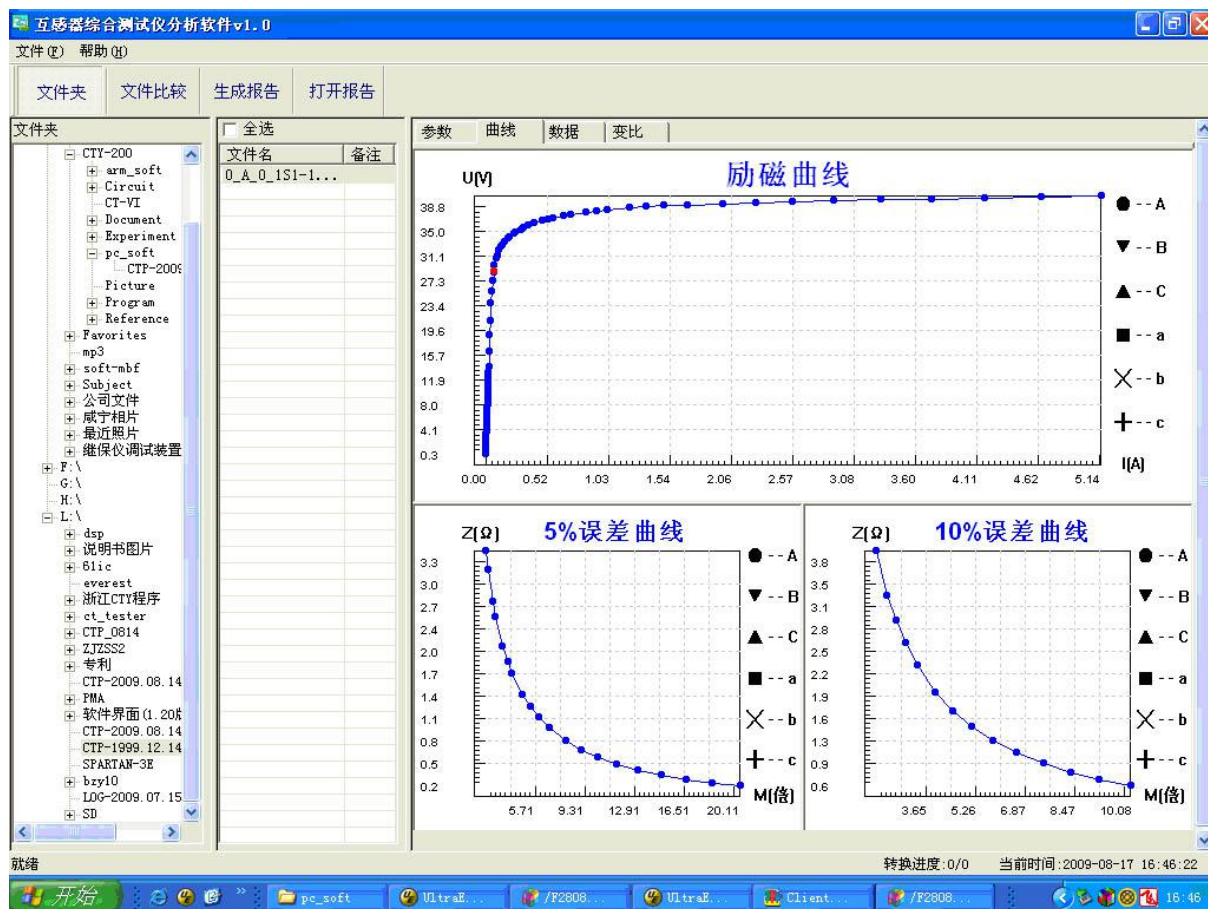 互感器综合测试仪分析软件v1.0
文件(F) 帮助(H)
文件夹 文件比较 生成报告 打开报告
文件夹
CTY-200
arm_soft
Circuit
CT-VI
Document
Experiment
pc_soft
CTP-2009
Picture
Program
Reference
Favorites
mp3
soft-mbf
Subject
公司文件
咸宁相片
最近照片
继保仪调试装置
F:\
G:\
H:\
L:\
dsp
说明书图片
61ic
everest
浙江CTY程序
ct_tester
CTP_0814
ZJZSS2
专利
CTP-2009.08.14
PMA
软件界面(1.20版
CTP-2009.08.14
CTP-1999.12.14
SPARTAN-3E
bzy10
LOG-2009.07.15
SD
全选
文件名 备注
0_A_0_1S1-1...
参数 曲线 数据 变比
励磁曲线
U(V)
38.8
35.0
31.1
27.3
23.4
19.6
15.7
11.9
8.0
4.1
0.3
0.00 0.52 1.03 1.54 2.06 2.57 3.08 3.60 4.11 4.62 5.14
I(A)
--A
--B
--C
--a
--b
--c
5%误差曲线
Z(Ω)
3.3
3.0
2.7
2.4
2.0
1.7
1.4
1.1
0.8
0.5
0.2
5.71 9.31 12.91 16.51 20.11
M(倍)
--A
--B
--C
--a
--b
--c
10%误差曲线
Z(Ω)
3.8
3.5
3.1
2.8
2.5
2.2
1.9
1.6
1.3
0.9
0.6
3.65 5.26 6.87 8.47 10.08
M(倍)
--A
--B
--C
--a
--b
--c
就绪 转换进度:0/0 当前时间:2009-08-17 16:46:22
开始 pc_soft UltraE... /F2808... UltraE... Client... /F2808... 16:46